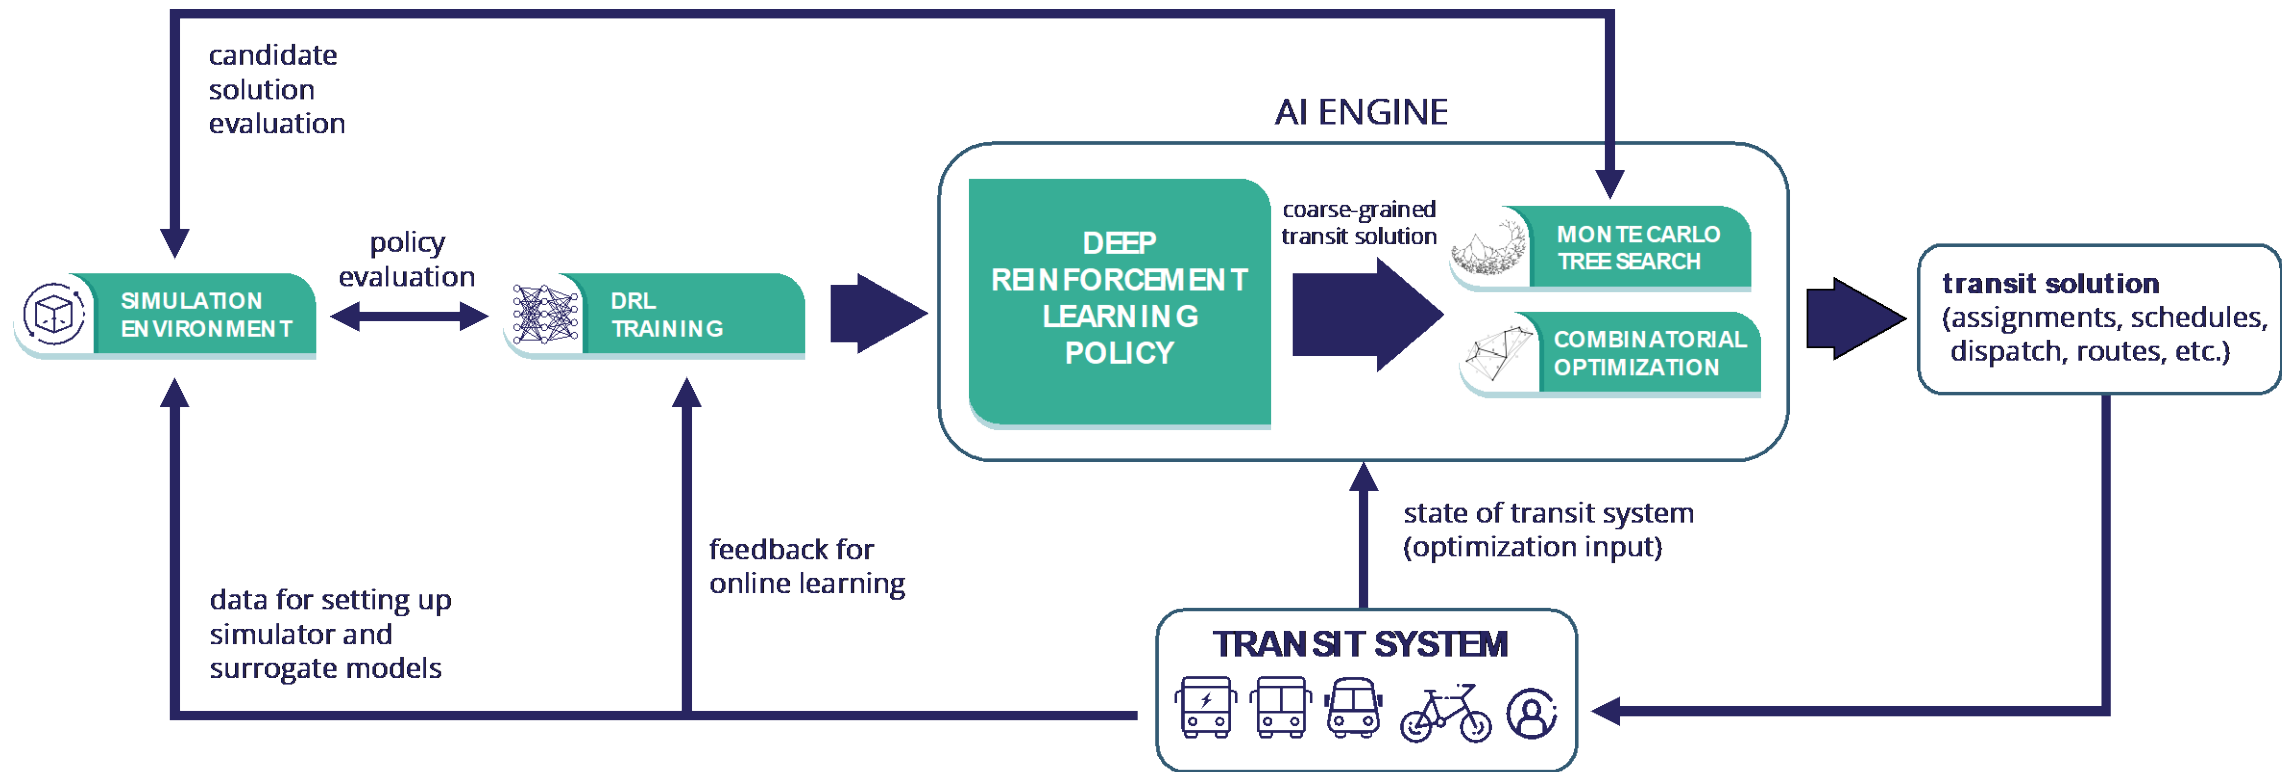 candidate
solution
evaluation
AI ENGINE
policy
evaluation
SIMULATION
ENVIRONMENT
DRL
TRAINING
DEEP
REINFORCEMENT
LEARNING
POLICY
coarse-grained
transit solution
MONTE CARLO
TREE SEARCH
COMBINATORIAL
OPTIMIZATION
transit solution
(assignments, schedules,
dispatch, routes, etc.)
state of transit system
(optimization input)
feedback for
online learning
data for setting up
simulator and
surrogate models
TRANSIT SYSTEM